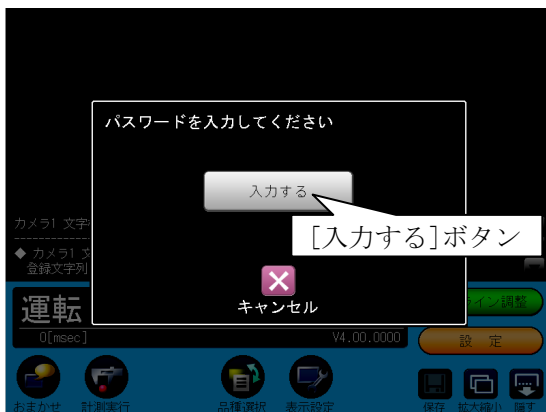 パスワードを入力してください
入力する
[入力する]ボタン
カメラ1 文字
◆ カメラ1 文
登録文字列
キャンセル
運転
イン調整
0[msec]
V4.00.0000
設 定
おまかせ
計測実行
品種選択
表示設定
保存
拡大縮小
隠す